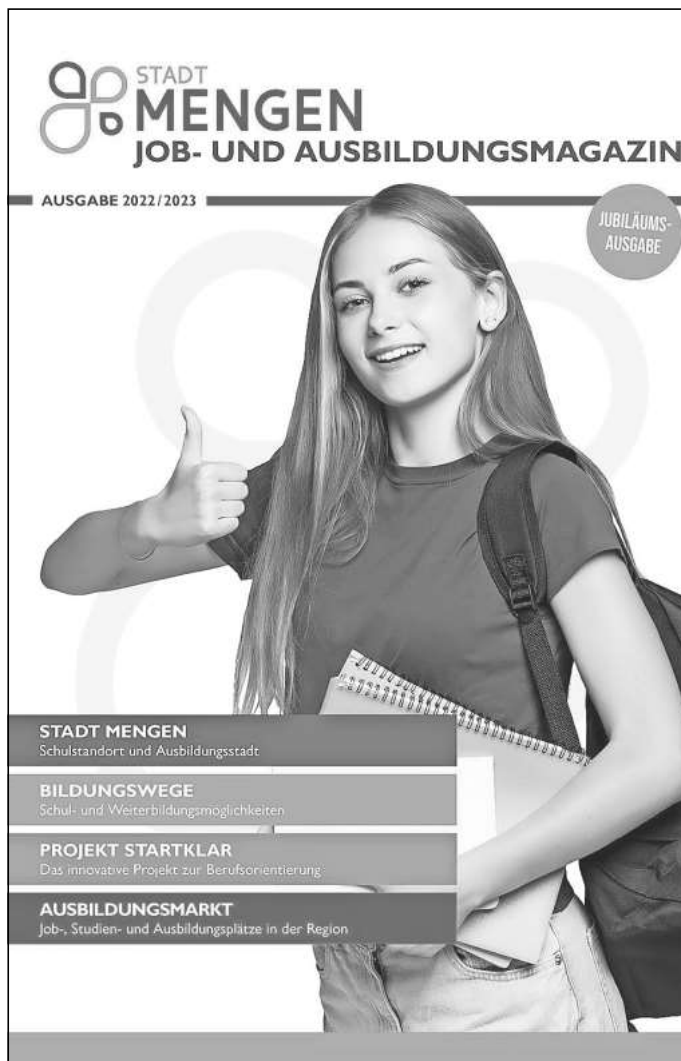 STADT
MENGEN
JOB- UND AUSBILDUNGSMAGAZIN
AUSGABE 2022/2023
JUBILÄUMS-
AUSGABE
STADT MENGEN
Schulstandort und Ausbildungsstadt
BILDUNGSWEGE
Schul- und Weiterbildungsmöglichkeiten
PROJEKT STARTKLAR
Das innovative Projekt zur Berufsorientierung
AUSBILDUNGSMARKT
Job-, Studien- und Ausbildungsplätze in der Region